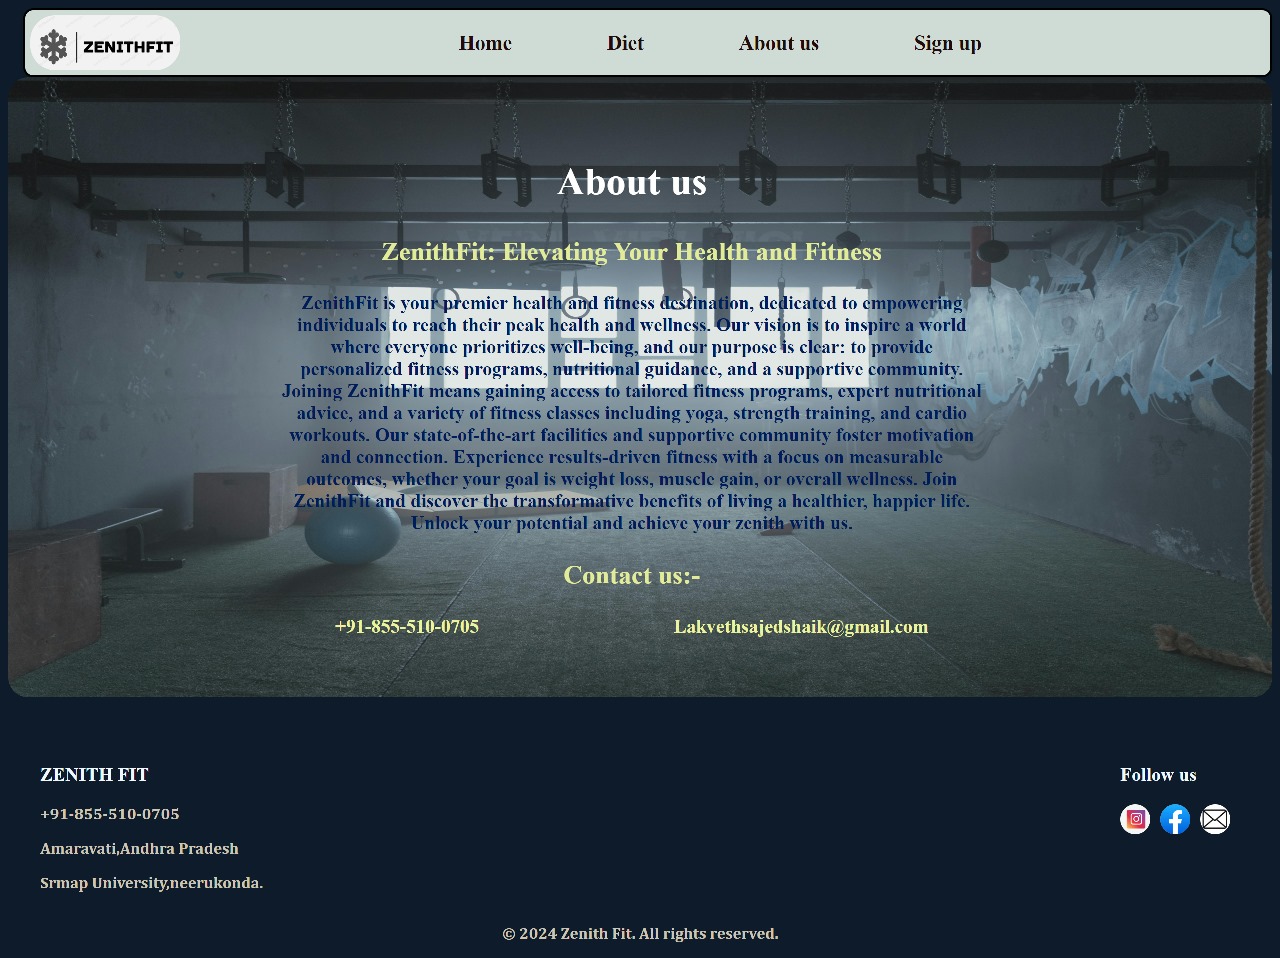 ZENITHFIT
Home Diet About us Sign up
About us
ZenithFit: Elevating Your Health and Fitness
ZenithFit is your premier health and fitness destination, dedicated to empowering
individuals to reach their peak health and wellness. Our vision is to inspire a world
where everyone prioritizes well-being, and our purpose is clear: to provide
personalized fitness programs, nutritional guidance, and a supportive community.
Joining ZenithFit means gaining access to tailored fitness programs, expert nutritional
advice, and a variety of fitness classes including yoga, strength training, and cardio
workouts. Our state-of-the-art facilities and supportive community foster motivation
and connection. Experience results-driven fitness with a focus on measurable
outcomes, whether your goal is weight loss, muscle gain, or overall wellness. Join
ZenithFit and discover the transformative benefits of living a healthier, happier life.
Unlock your potential and achieve your zenith with us.
Contact us:-
+91-855-510-0705 Lakvethsajedshaik@gmail.com
ZENITH FIT
+91-855-510-0705
Amaravati,Andhra Pradesh
Srmap University,neerukonda.
Follow us
© 2024 Zenith Fit. All rights reserved.